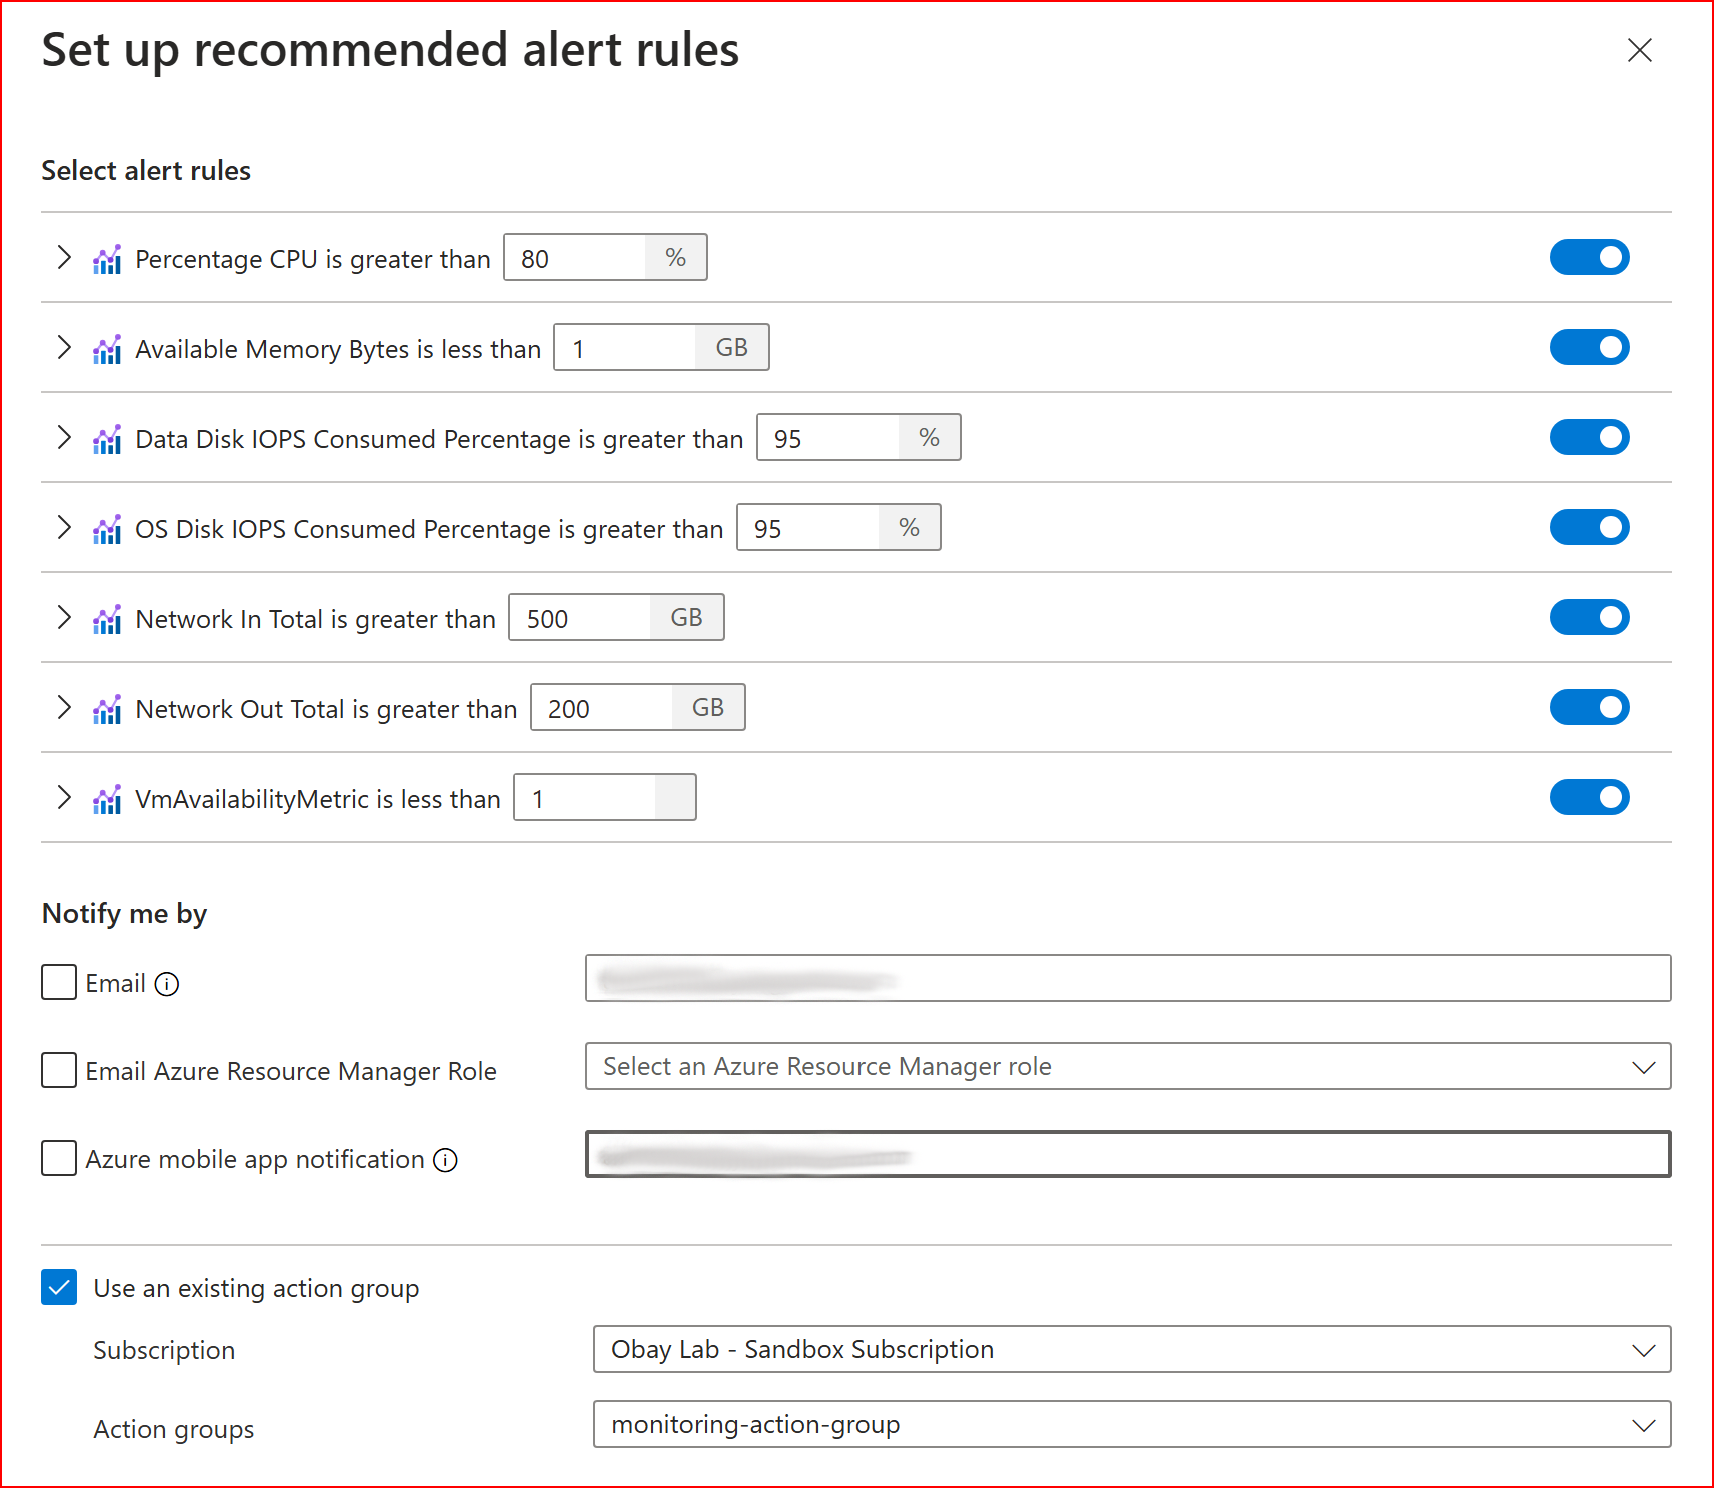 Set up recommended alert rules
Select alert rules
Percentage CPU is greater than 80 %
Available Memory Bytes is less than 1 GB
Data Disk IOPS Consumed Percentage is greater than 95 %
OS Disk IOPS Consumed Percentage is greater than 95 %
Network In Total is greater than 500 GB
Network Out Total is greater than 200 GB
VmAvailabilityMetric is less than 1
Notify me by
Email
Email Azure Resource Manager Role Select an Azure Resource Manager role
Azure mobile app notification
Use an existing action group
Subscription Obay Lab - Sandbox Subscription
Action groups monitoring-action-group